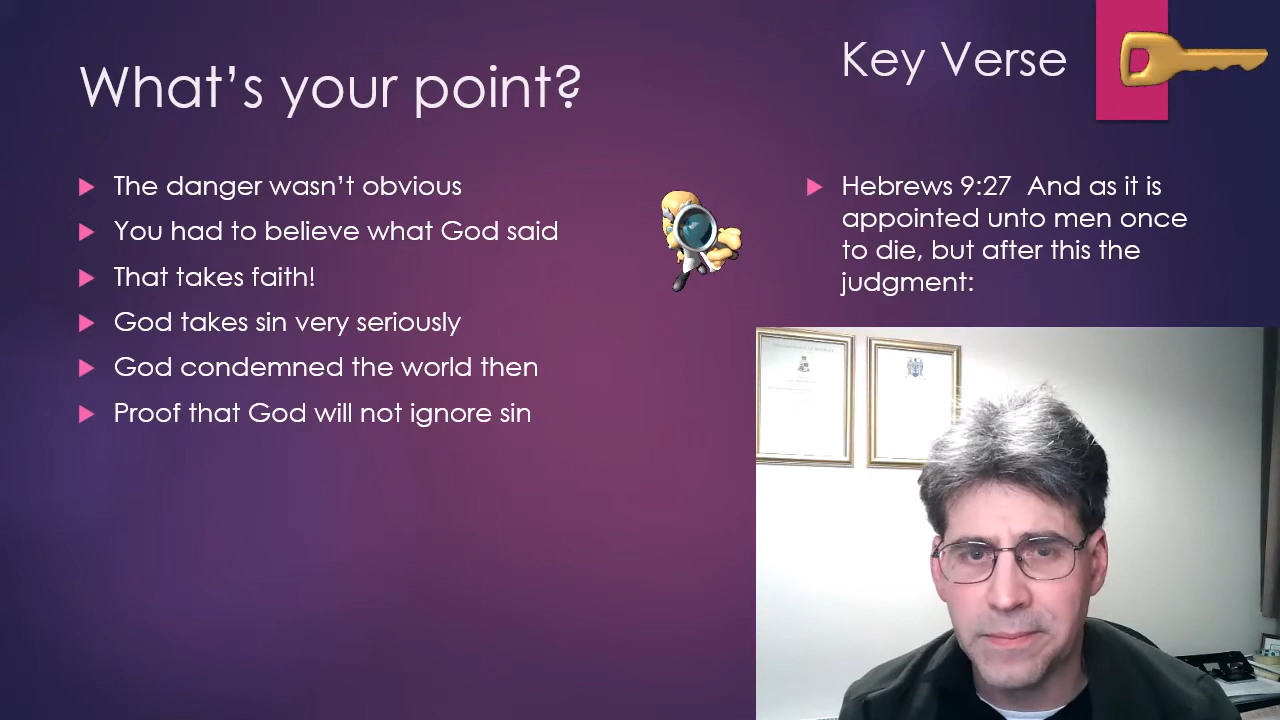 What's your point?
The danger wasn't obvious
You had to believe what God said
That takes faith!
God takes sin very seriously
God condemned the world then
Proof that God will not ignore sin
Key Verse
Hebrews 9:27  And as it is
appointed unto men once
to die, but after this the
judgment: